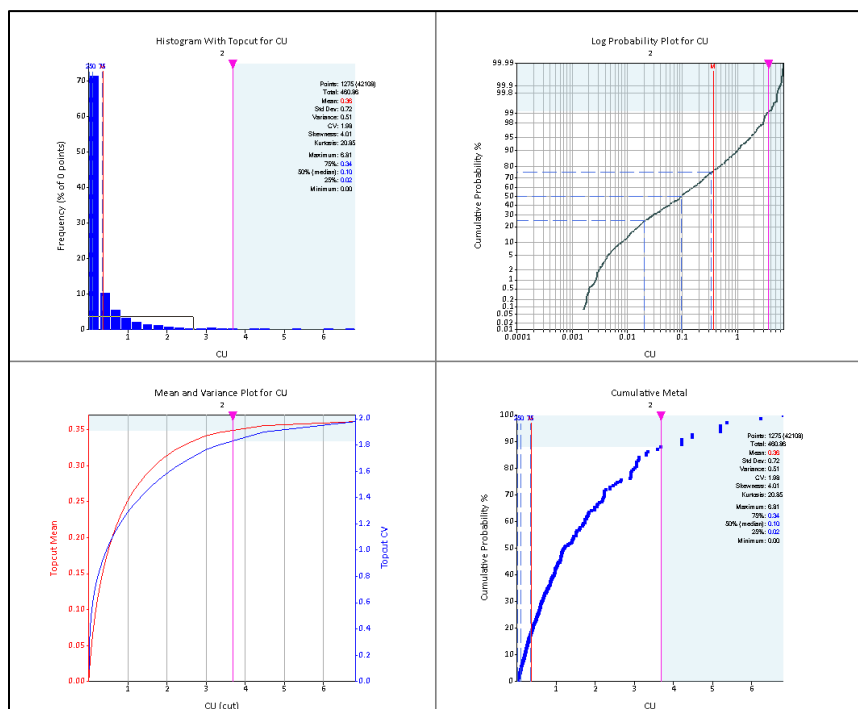 Histogram With Topcut for CU
2
Points: 1275 (42109)
Total: 460.86
Mean: 0.36
Std Dev: 0.72
Variance: 0.51
CV: 1.99
Skewness: 4.01
Kurtosis: 20.85
Maximum: 6.81
75%: 0.34
50% (median): 0.10
25%: 0.02
Minimum: 0.00
Frequency (% of 0 points)
70
60
50
40
30
20
10
0
1 2 3 4 5 6
CU
Log Probability Plot for CU
2
M
Cumulative Probability %
99.99
99.9
99.8
99
98
95
90
80
70
60
50
40
30
20
10
5
2
1
0.5
0.2
0.1
0.05
0.02
0.01
0.0001 0.001 0.01 0.1 1
CU
Mean and Variance Plot for CU
2
Topcut Mean
0.35
0.30
0.25
0.20
0.15
0.10
0.05
0.00
1 2 3 4 5 6
CU (cut)
2.0
1.8
1.6
1.4
1.2
1.0
0.8
0.6
0.4
0.2
0.0
Topcut CV
Cumulative Metal
2
Points: 1275 (42109)
Total: 460.86
Mean: 0.36
Std Dev: 0.72
Variance: 0.51
CV: 1.99
Skewness: 4.01
Kurtosis: 20.85
Maximum: 6.81
75%: 0.34
50% (median): 0.10
25%: 0.02
Minimum: 0.00
Cumulative Probability %
100
90
80
70
60
50
40
30
20
10
0
1 2 3 4 5 6
CU